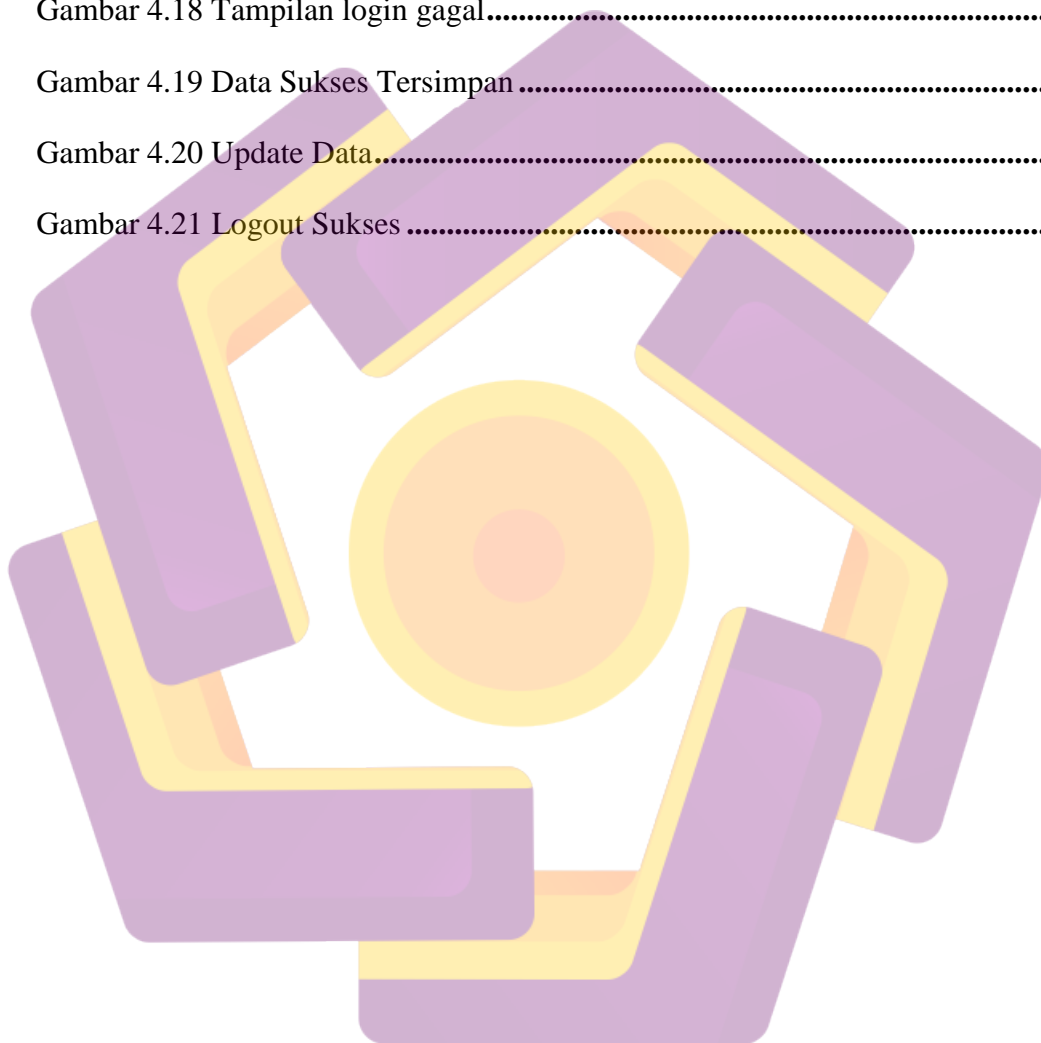 Gambar 4.18 Tampilan login gagal........................................................................
Gambar 4.19 Data Sukses Tersimpan....................................................................
Gambar 4.20 Update Data......................................................................................
Gambar 4.21 Logout Sukses..................................................................................